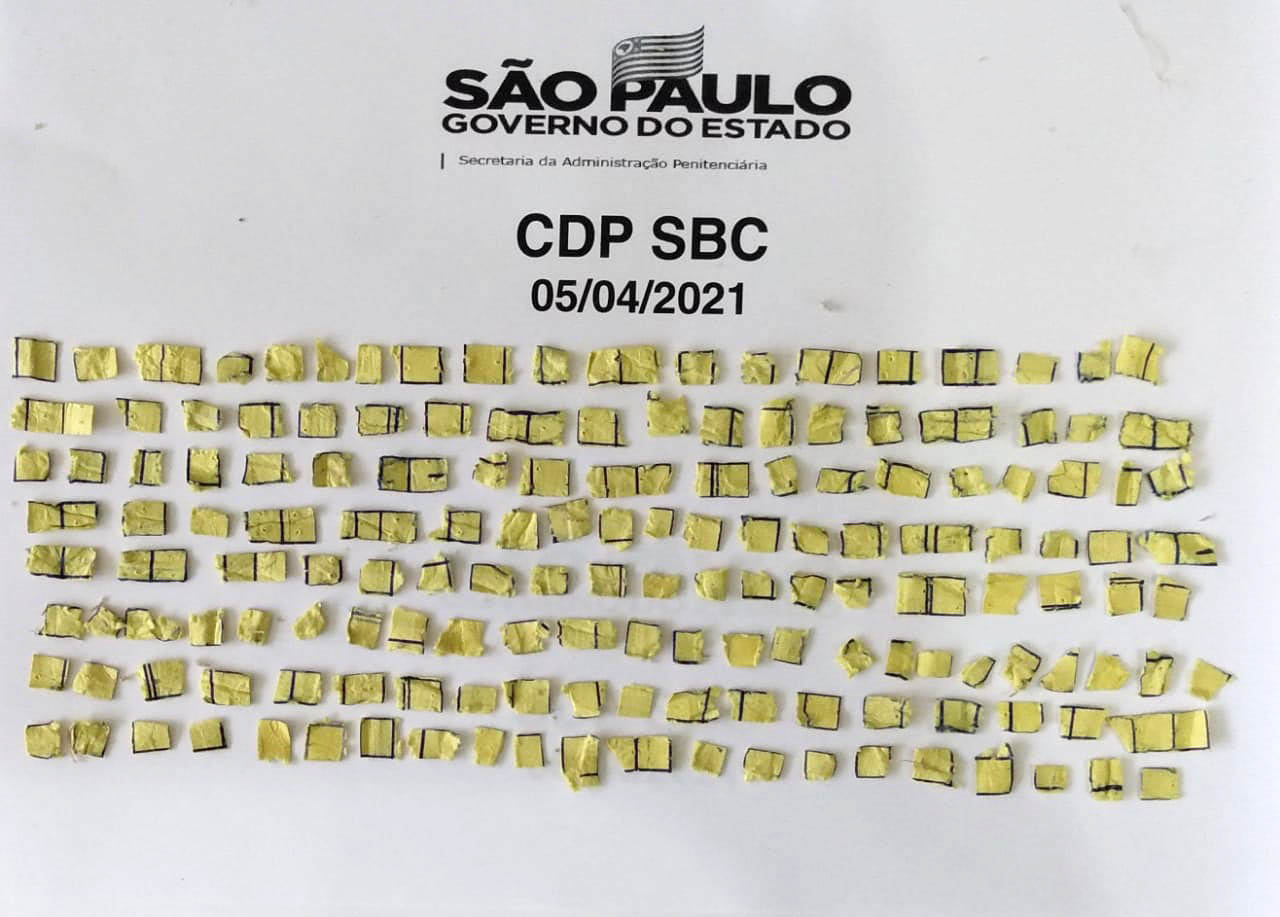 SÃO PAULO
GOVERNO DO ESTADO
Secretaria da Administração Penitenciária
CDP SBC
05/04/2021